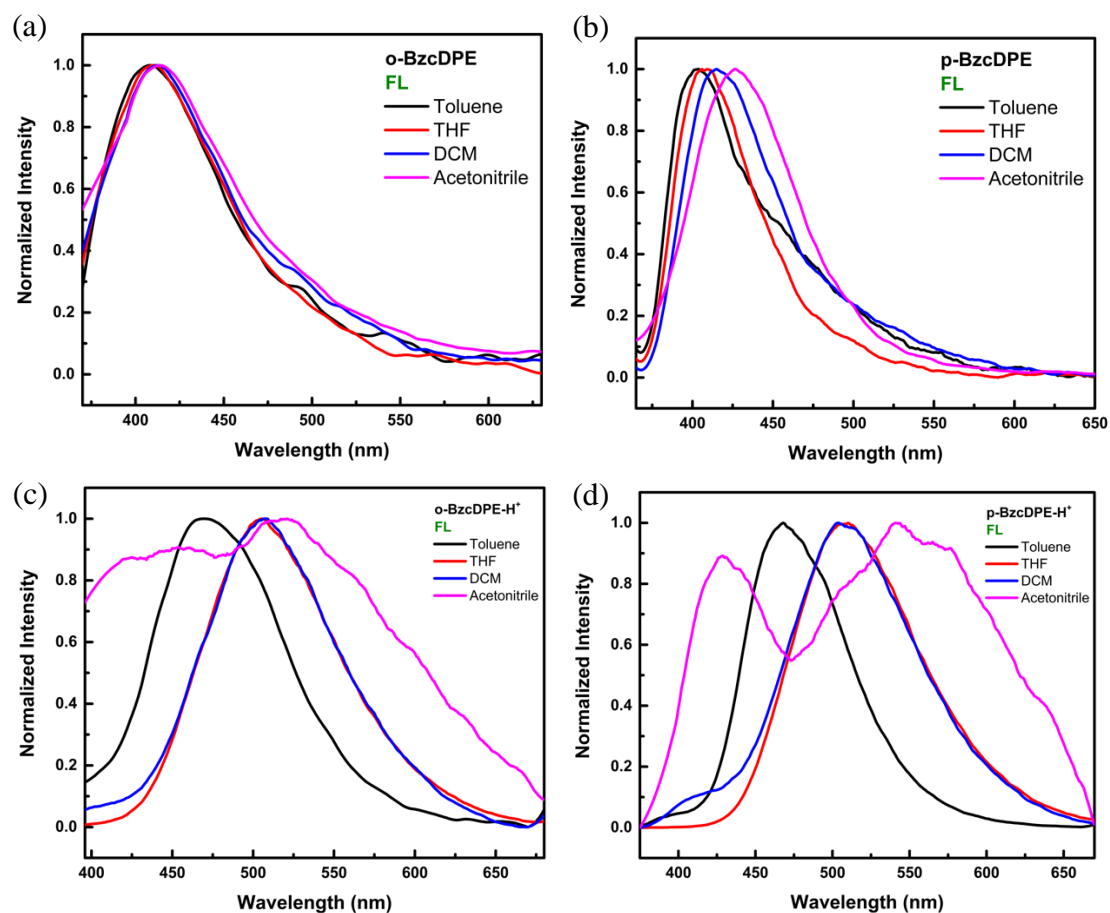 (a)
o-BzcDPE
FL
Toluene
THF
DCM
Acetonitrile
1.0
0.8
0.6
0.4
0.2
0.0
Normalized Intensity
400 450 500 550 600
Wavelength (nm)
(b)
p-BzcDPE
FL
Toluene
THF
DCM
Acetonitrile
1.0
0.8
0.6
0.4
0.2
0.0
Normalized Intensity
400 450 500 550 600 650
Wavelength (nm)
(c)
o-BzcDPE-H⁺
FL
Toluene
THF
DCM
Acetonitrile
1.0
0.8
0.6
0.4
0.2
0.0
Normalized Intensity
400 450 500 550 600 650
Wavelength (nm)
(d)
p-BzcDPE-H⁺
FL
Toluene
THF
DCM
Acetonitrile
1.0
0.8
0.6
0.4
0.2
0.0
Normalized Intensity
400 450 500 550 600 650
Wavelength (nm)